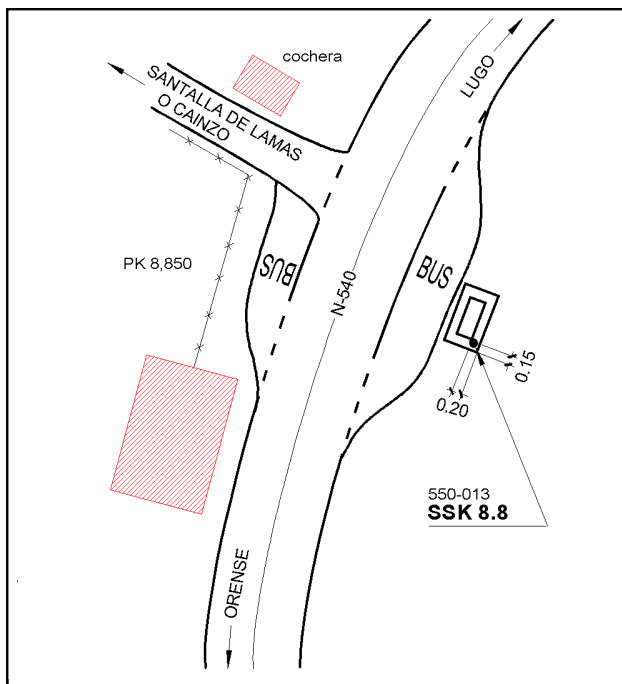 cochera
LUGO
SANTALLA DE LAMAS
O CAINZO
PK 8,850
BUS
BUS
N-540
0.15
0.20
550-013
SSK 8.8
ORENSE